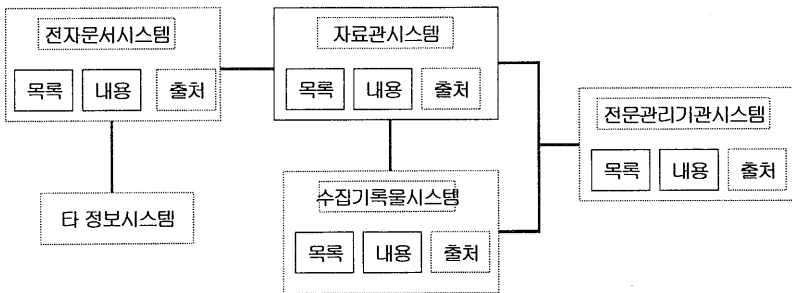 전자문서시스템
목록 내용 출처
타 정보시스템
자료관시스템
목록 내용 출처
수집기록물시스템
목록 내용 출처
전문관리기관시스템
목록 내용 출처